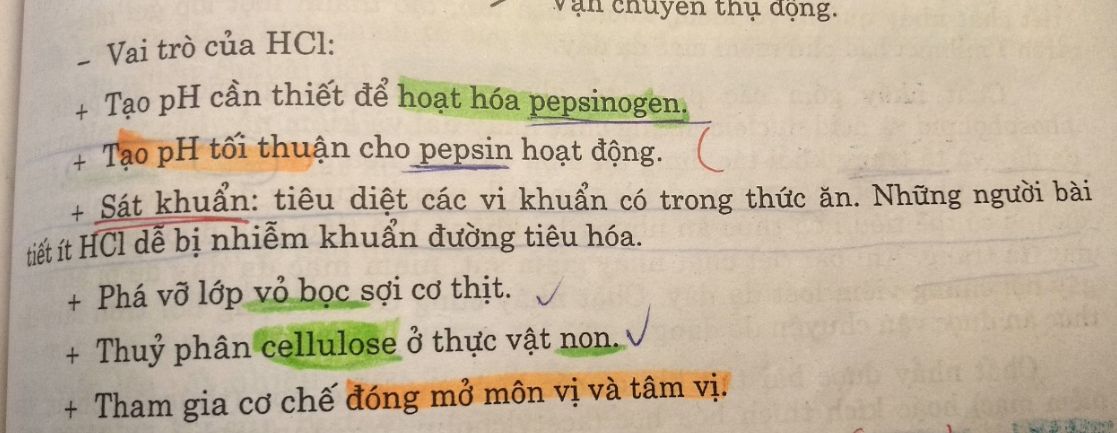 Vận chuyển thụ động.
- Vai trò của HCl:
+ Tạo pH cần thiết để hoạt hóa pepsinogen.
+ Tạo pH tối thuận cho pepsin hoạt động.
+ Sát khuẩn: tiêu diệt các vi khuẩn có trong thức ăn. Những người bài
tiết ít HCl dễ bị nhiễm khuẩn đường tiêu hóa.
+ Phá vỡ lớp vỏ bọc sợi cơ thịt.
+ Thuỷ phân cellulose ở thực vật non.
+ Tham gia cơ chế đóng mở môn vị và tâm vị.